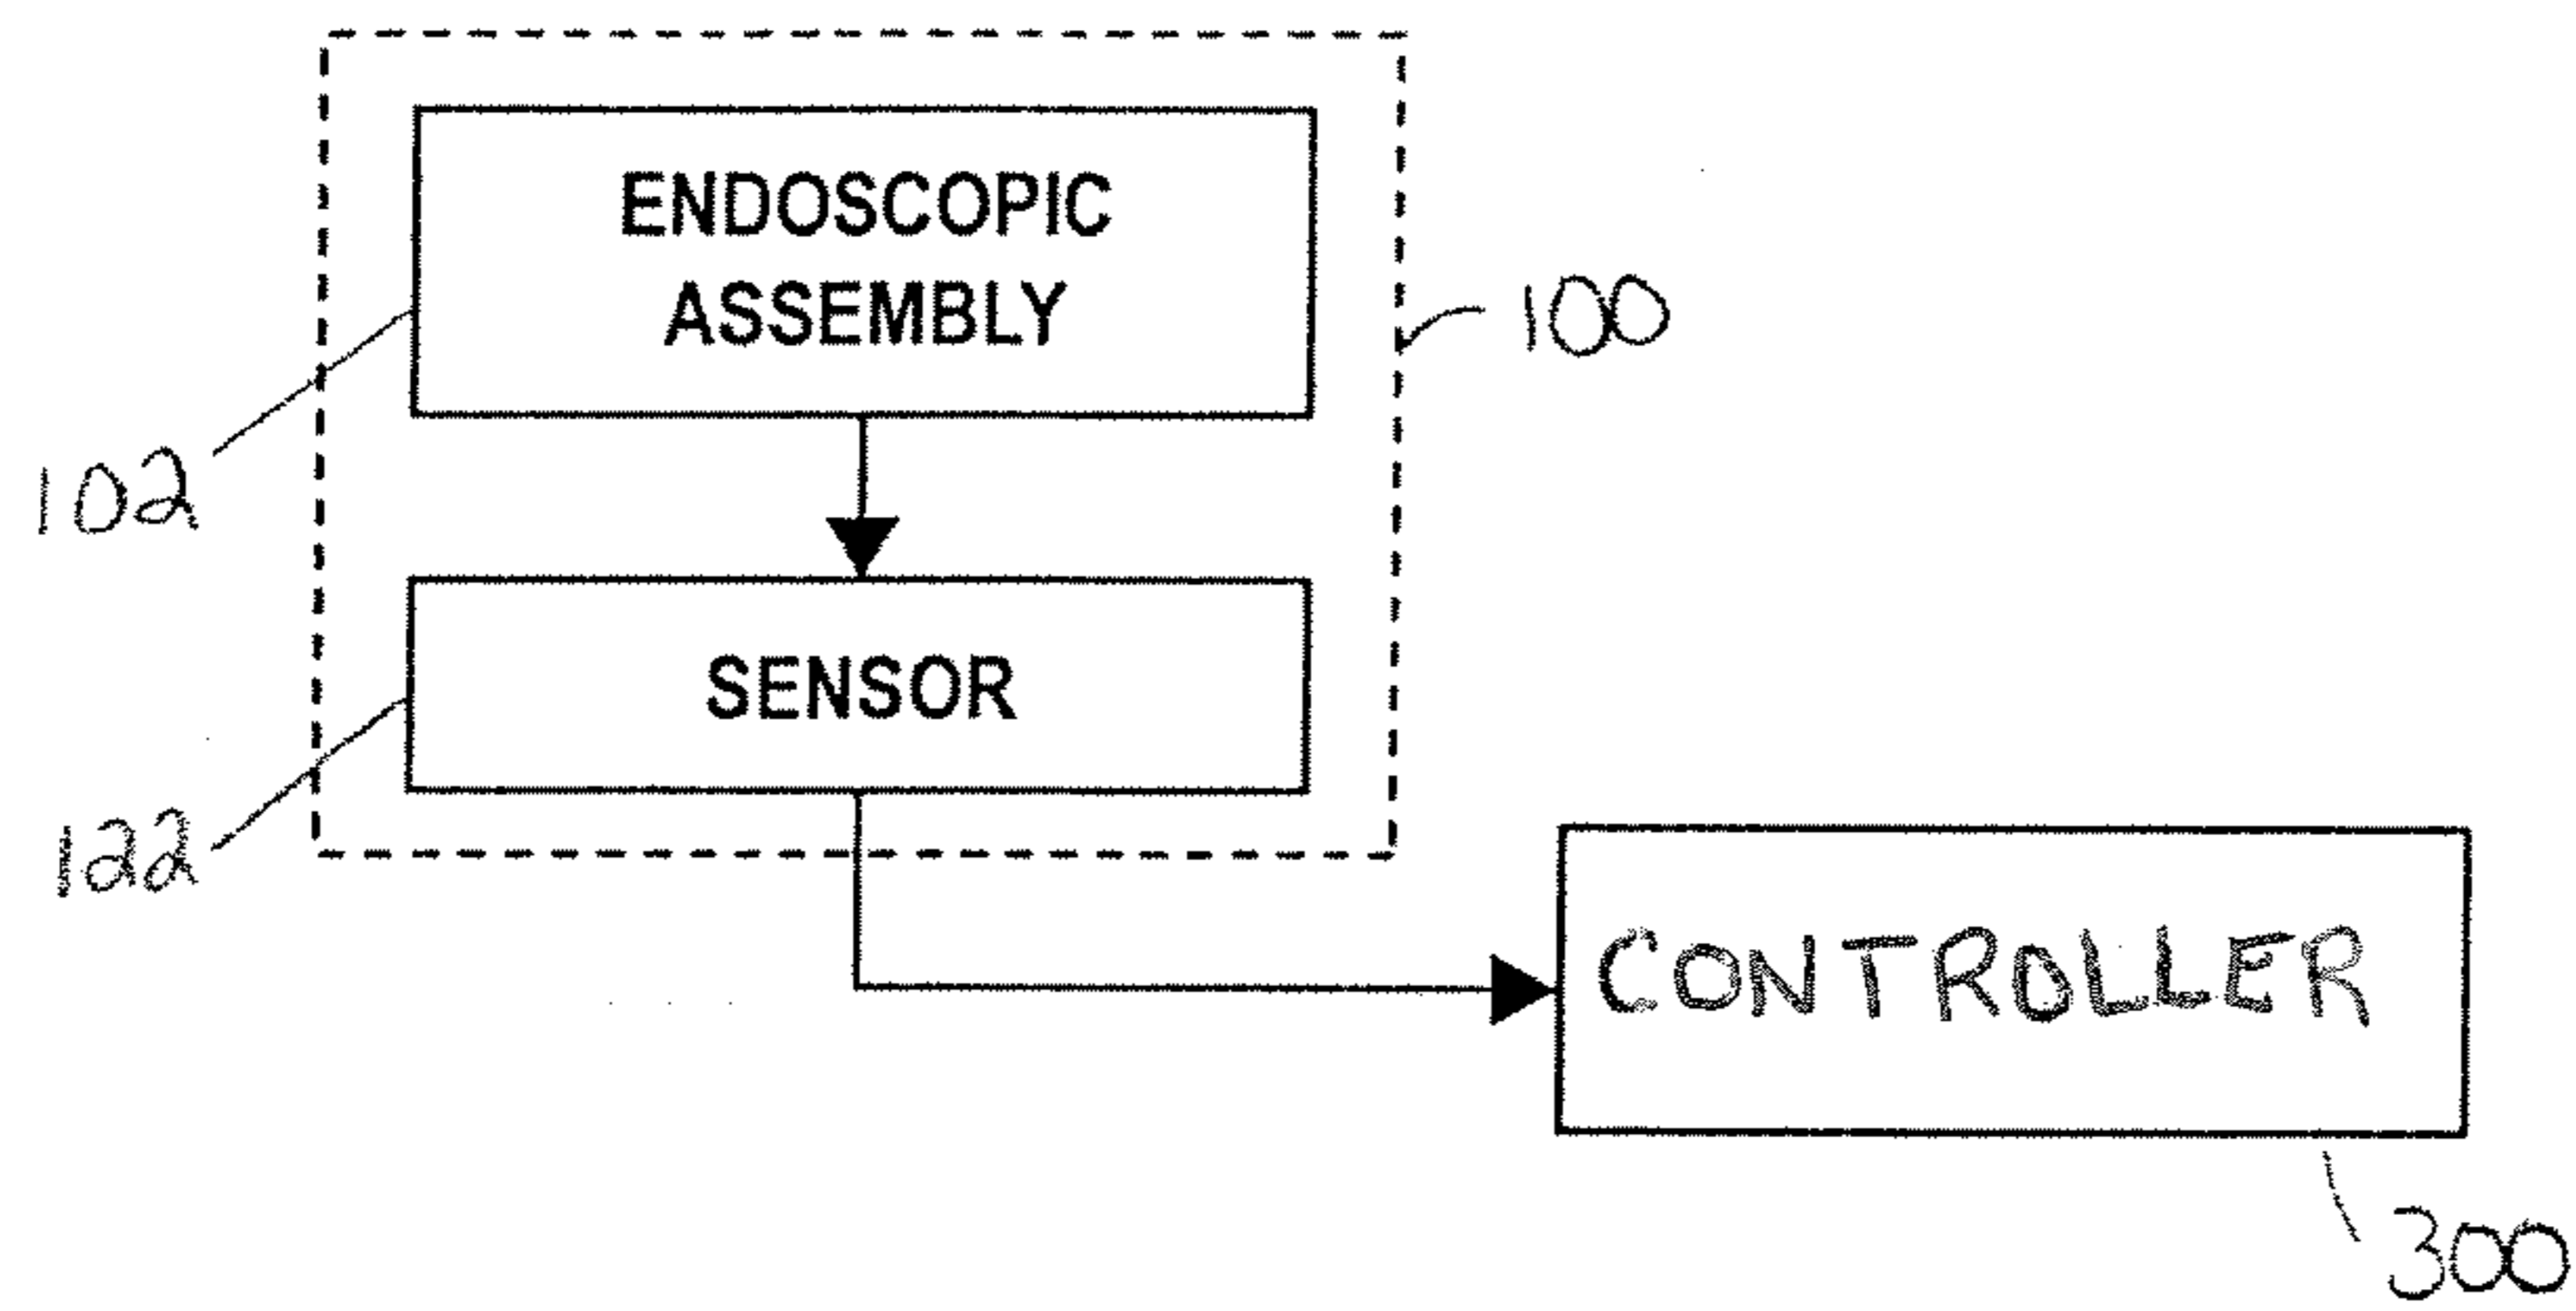 ENDOSCOPIC
ASSEMBLY
100
102
SENSOR
122
CONTROLLER
300